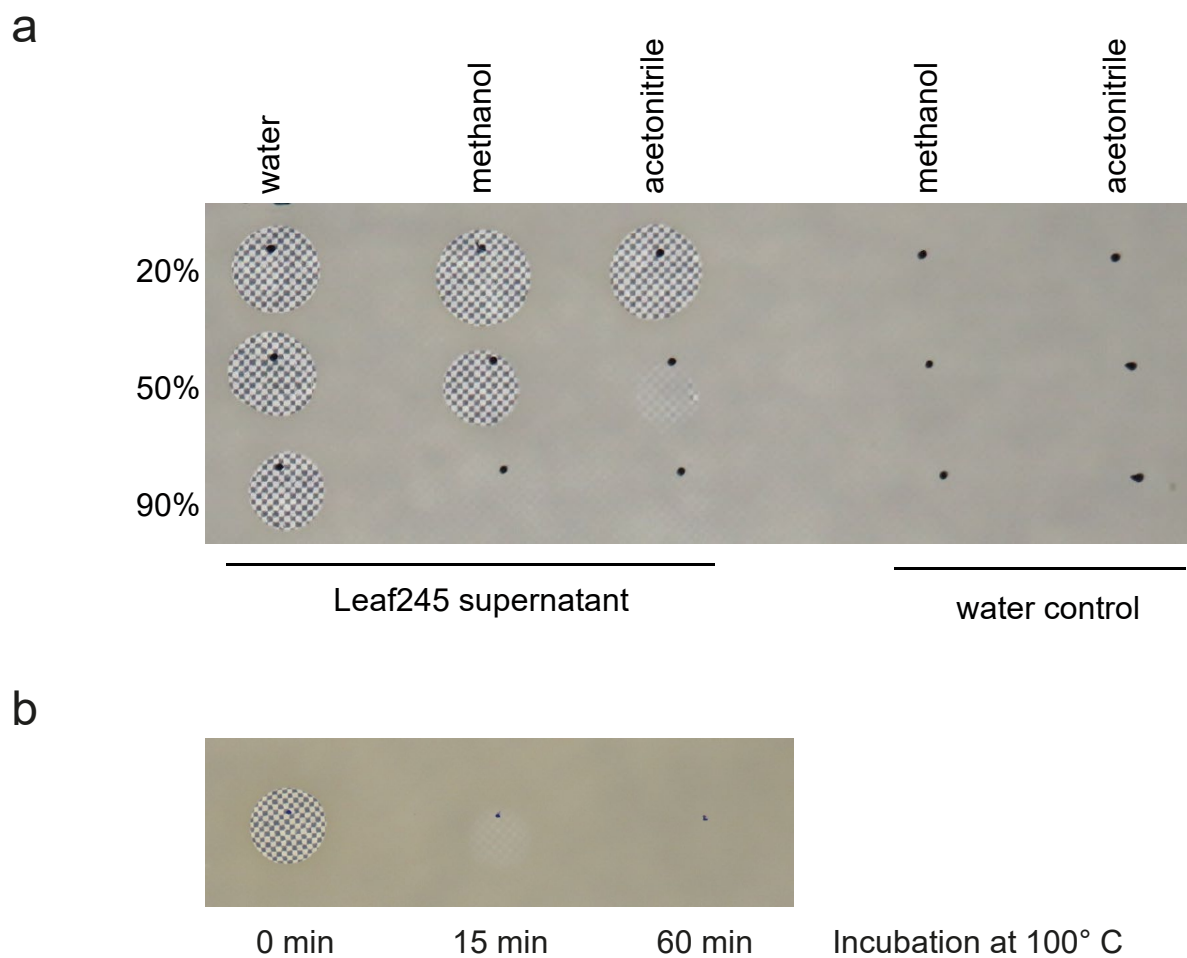 a
water
methanol
acetonitrile
methanol
acetonitrile
20%
50%
90%
Leaf245 supernatant
water control
b
0 min
15 min
60 min
Incubation at 100° C